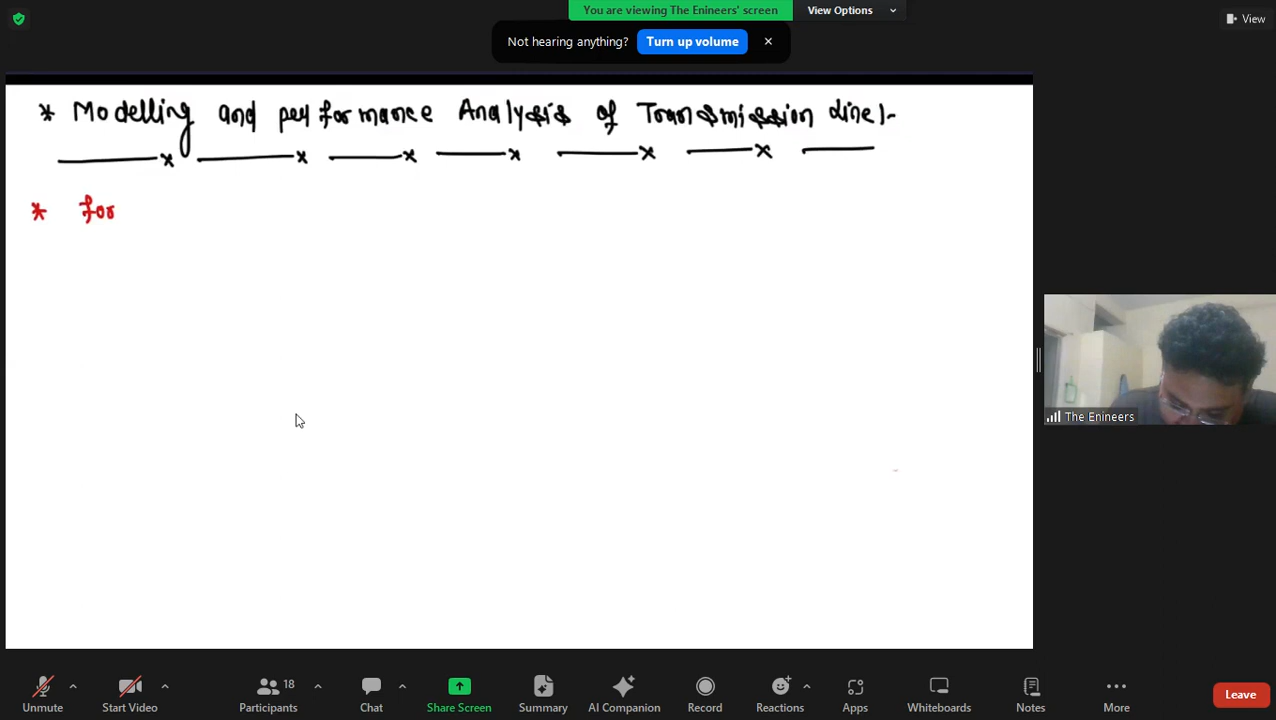 You are viewing The Enineers' screen
View Options
Not hearing anything?
Turn up volume
View
* Modelling and performance Analysis of Transmission line:-
* for
The Enineers
Unmute
Start Video
18
Participants
Chat
Share Screen
Summary
AI Companion
Record
Reactions
Apps
Whiteboards
Notes
More
Leave